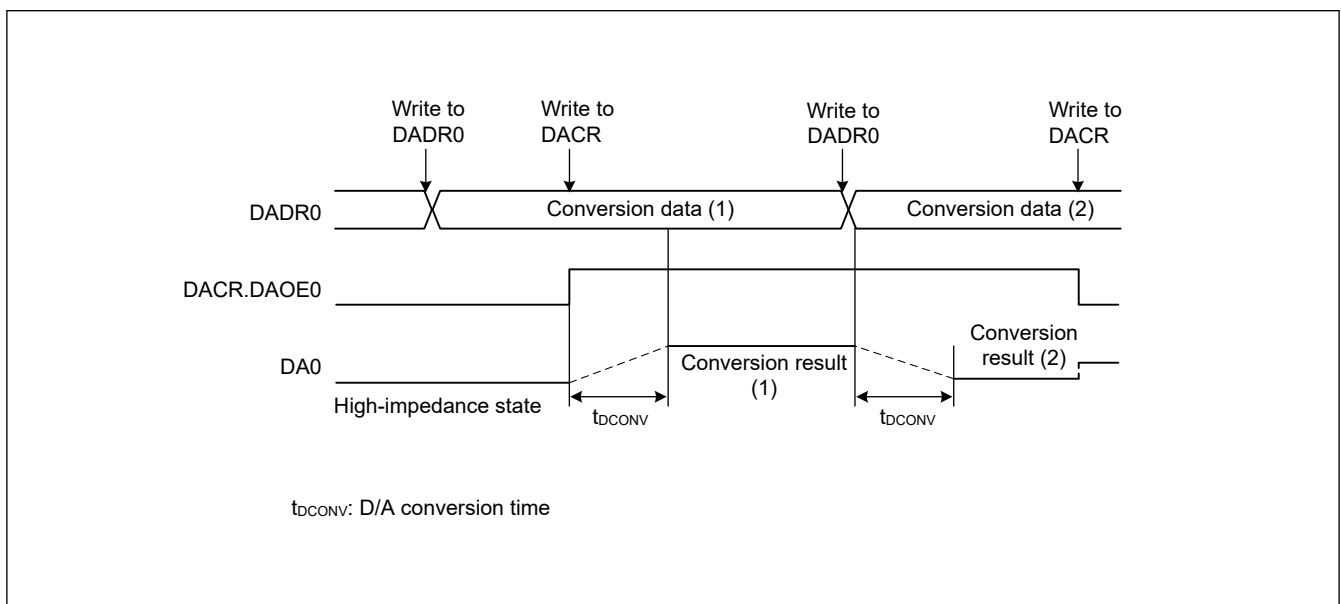 Write to
DADR0
Write to
DACR
Write to
DADR0
Write to
DACR
DADR0
Conversion data (1)
Conversion data (2)
DACR.DAOE0
DA0
Conversion result
(1)
Conversion
result (2)
High-impedance state
tDCONV
tDCONV
tDCONV: D/A conversion time